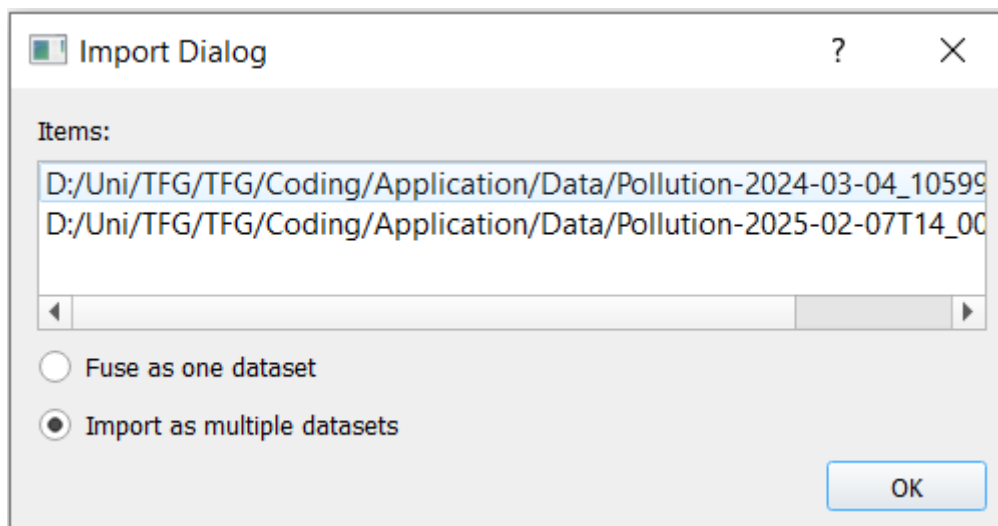 Import Dialog
?
Items:
D:/Uni/TFG/TFG/Coding/Application/Data/Pollution-2024-03-04_10599
D:/Uni/TFG/TFG/Coding/Application/Data/Pollution-2025-02-07T14_00
Fuse as one dataset
Import as multiple datasets
OK